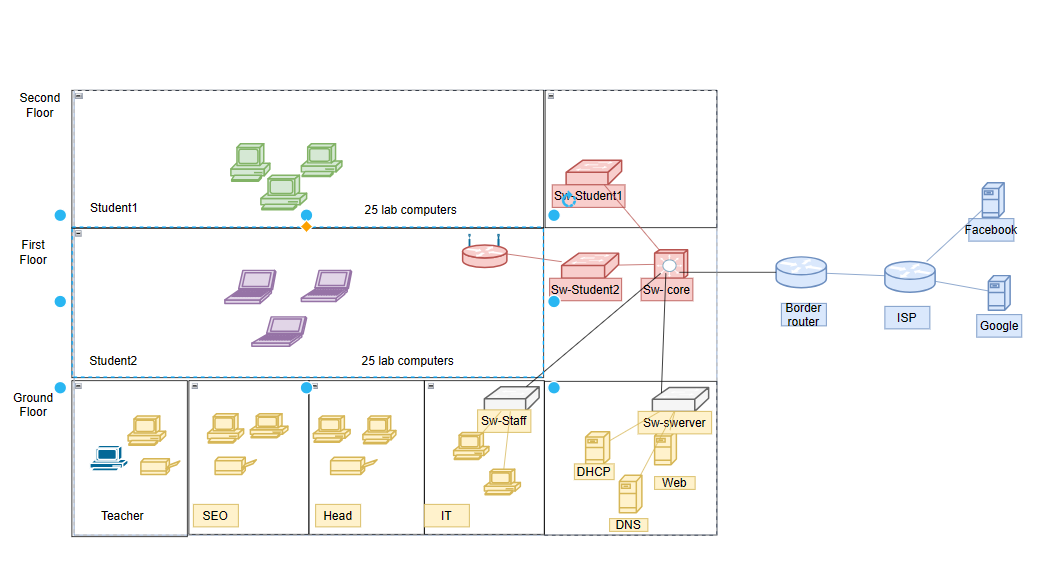 Second
Floor
Student1
25 lab computers
Sw-Student1
Facebook
First
Floor
Sw-Student2
Sw-core
Border
router
ISP
Google
Student2
25 lab computers
Ground
Floor
Sw-Staff
Sw-swerver
DHCP
Web
DNS
Teacher
SEO
Head
IT